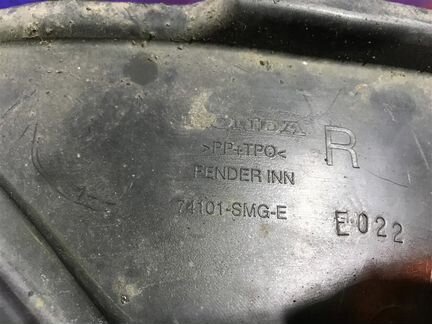 HONDA
>PP+TPO<
R
FENDER INN
74101-SMG-E
E022